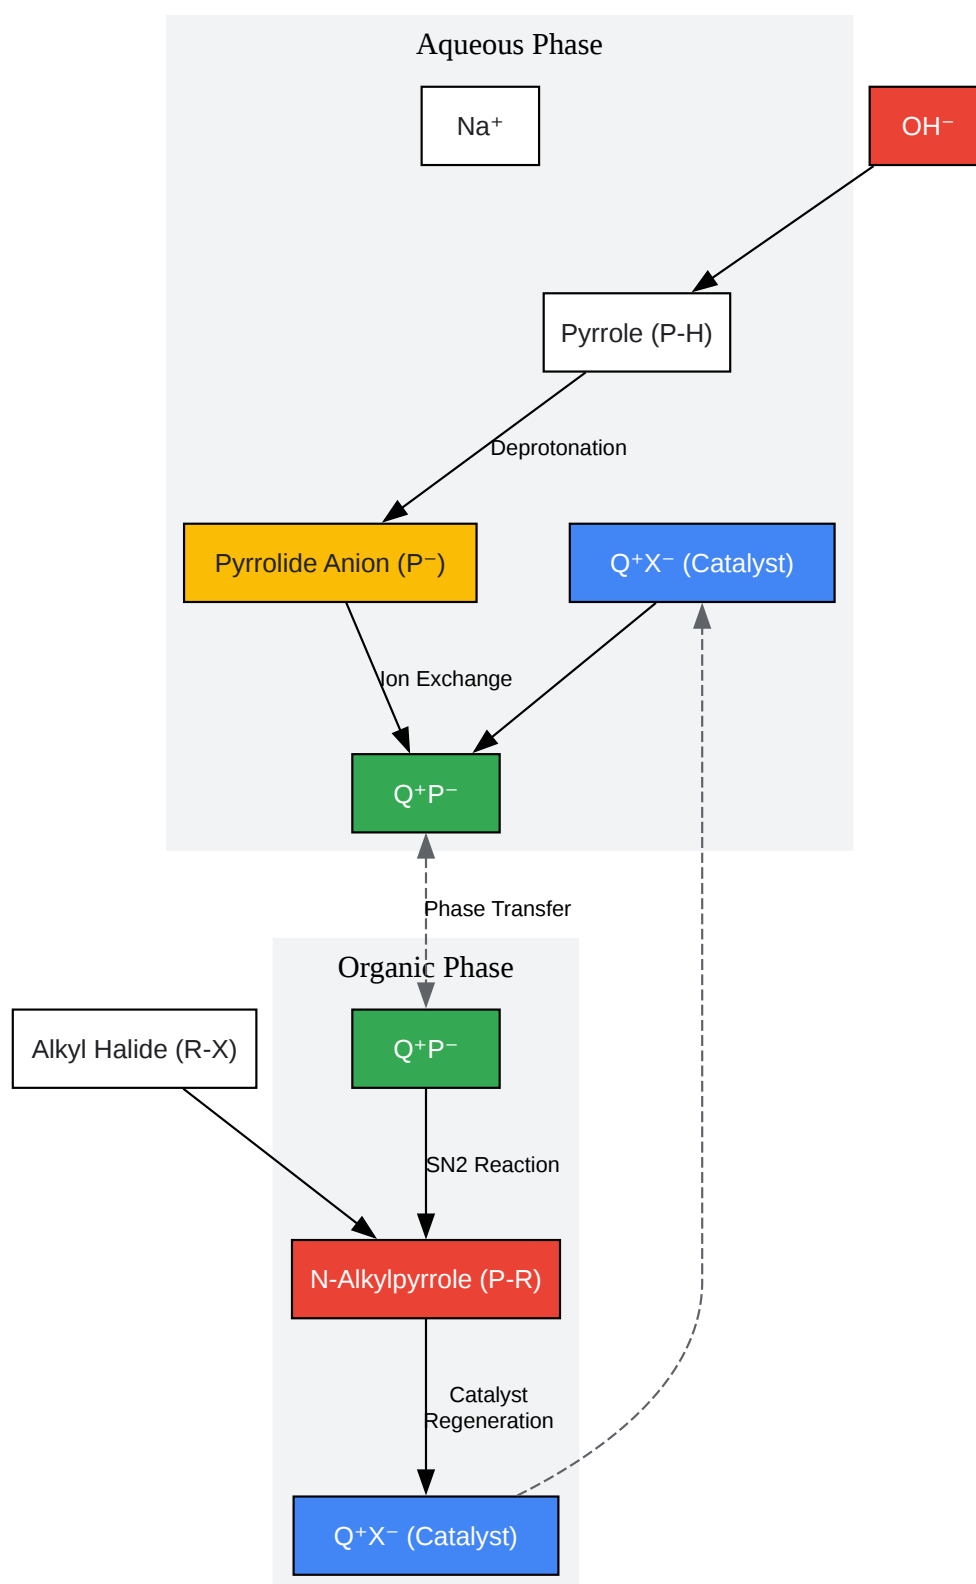 Aqueous Phase
Na⁺
OH⁻
Pyrrole (P-H)
Deprotonation
Pyrrolide Anion (P⁻)
Q⁺X⁻ (Catalyst)
Ion Exchange
Q⁺P⁻
Phase Transfer
Organic Phase
Alkyl Halide (R-X)
Q⁺P⁻
SN2 Reaction
N-Alkylpyrrole (P-R)
Catalyst
Regeneration
Q⁺X⁻ (Catalyst)